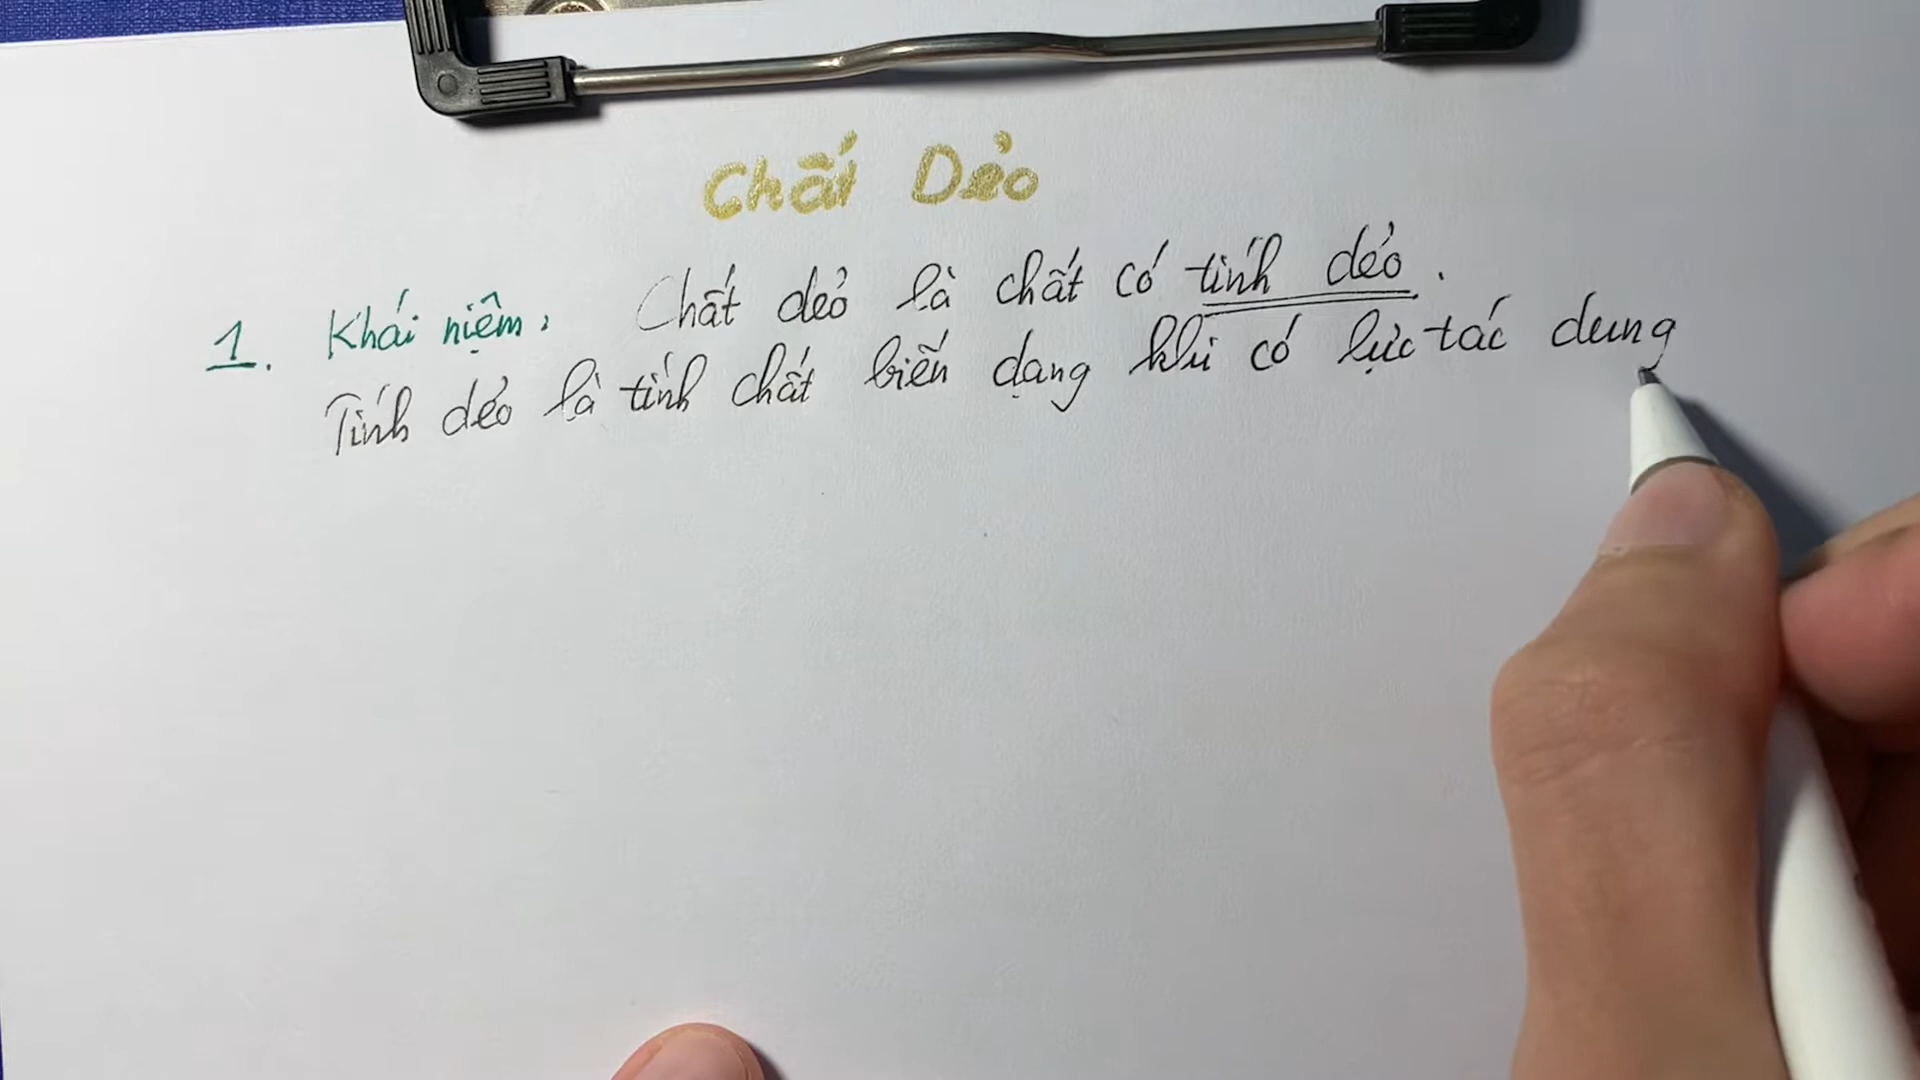 Chất Dẻo
1. Khái niệm: Chất dẻo là chất có tính dẻo.
Tính dẻo là tính chất biến dạng khi có lực tác dung